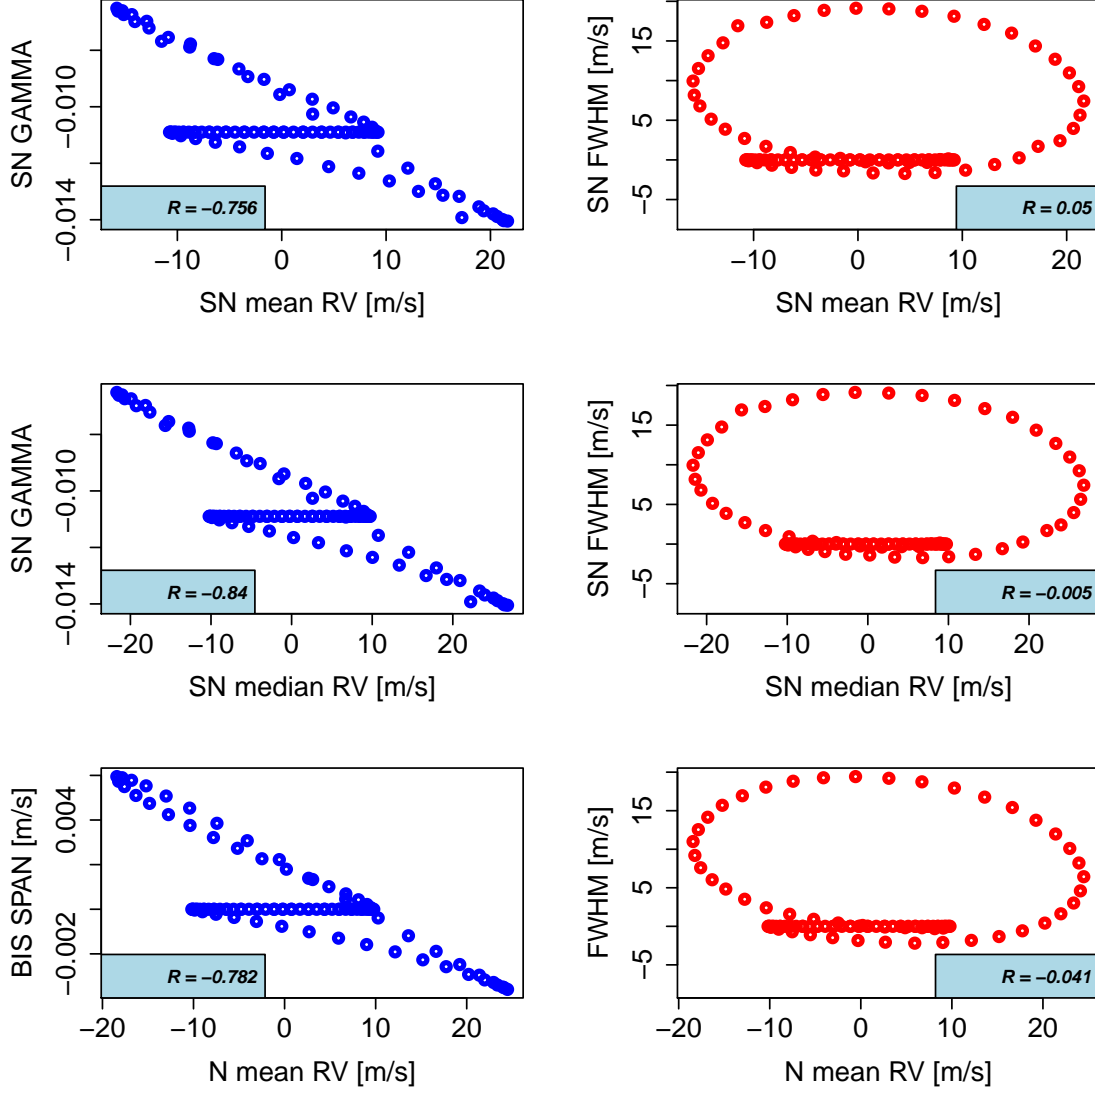 SN GAMMA
−0.010
−0.014
R = −0.756
−10 0 10 20
SN mean RV [m/s]
SN FWHM [m/s]
15
5
−5
R = 0.05
−10 0 10 20
SN mean RV [m/s]
SN GAMMA
−0.010
−0.014
R = −0.84
−20 −10 0 10 20
SN median RV [m/s]
SN FWHM [m/s]
15
5
−5
R = −0.005
−20 −10 0 10 20
SN median RV [m/s]
BIS SPAN [m/s]
0.004
−0.002
R = −0.782
−20 −10 0 10 20
N mean RV [m/s]
FWHM [m/s]
15
5
−5
R = −0.041
−20 −10 0 10 20
N mean RV [m/s]